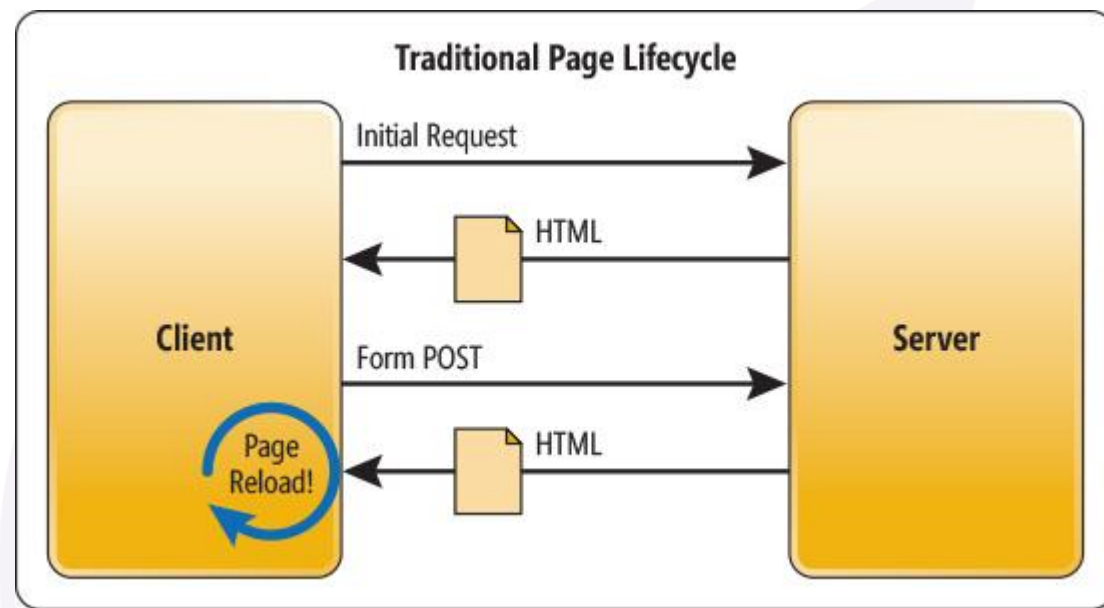 Traditional Page Lifecycle
Initial Request
HTML
Client
Server
Form POST
HTML
Page
Reload!